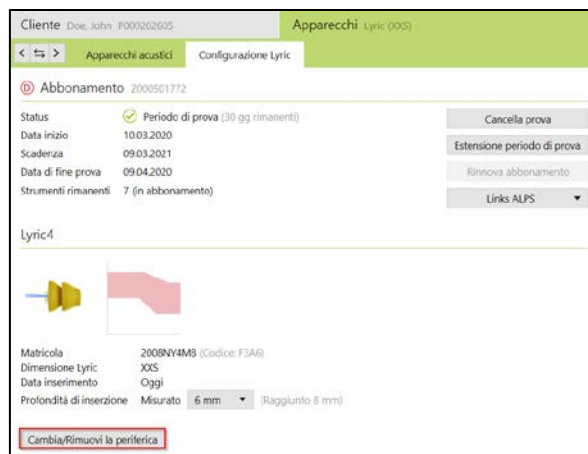 Cliente Doe, John P000202605 Apparecchi Lyric (XXS)
Apparecchi acustici Configurazione Lyric
D Abbonamento 2000501772
Status Periodo di prova (30 gg rimanenti) Cancella prova
Data inizio 10.03.2020
Scadenza 09.03.2021 Estensione periodo di prova
Data di fine prova 09.04.2020 Rinnova abbonamento
Strumenti rimanenti 7 (in abbonamento) Links ALPS
Lyric4
Matricola 2008NY4M8 (Codice: F3A6)
Dimensione Lyric XXS
Data inserimento Oggi
Profondità di inserzione Misurato 6 mm (Raggiunto 6 mm)
Cambia/Rimuovi la periferica